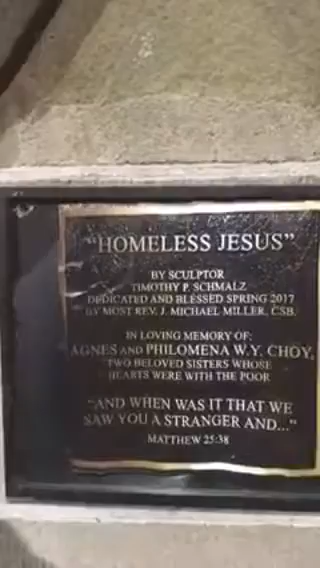 "HOMELESS JESUS"
BY SCULPTOR
TIMOTHY P. SCHMALZ
DEDICATED AND BLESSED SPRING 2017
BY MOST REV. J. MICHAEL MILLER, CSB.
IN LOVING MEMORY OF:
AGNES AND PHILOMENA W.Y. CHOY,
TWO BELOVED SISTERS WHOSE
HEARTS WERE WITH THE POOR
"AND WHEN WAS IT THAT WE
SAW YOU A STRANGER AND..."
MATTHEW 25:38